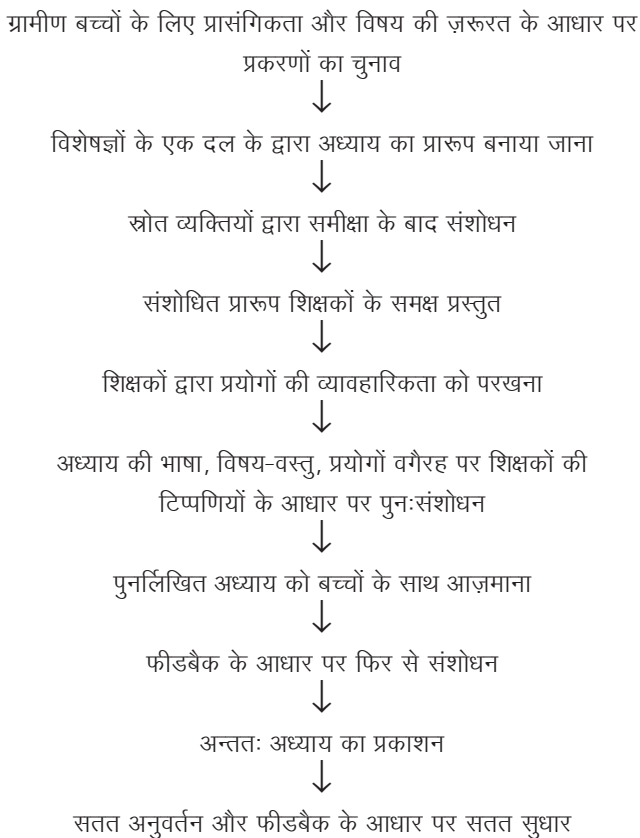 ग्रामीण बच्चों के लिए प्रासंगिकता और विषय की ज़रूरत के आधार पर
प्रकरणों का चुनाव
विशेषज्ञों के एक दल के द्वारा अध्याय का प्रारूप बनाया जाना
स्रोत व्यक्तियों द्वारा समीक्षा के बाद संशोधन
संशोधित प्रारूप शिक्षकों के समक्ष प्रस्तुत
शिक्षकों द्वारा प्रयोगों की व्यावहारिकता को परखना
अध्याय की भाषा, विषय-वस्तु, प्रयोगों वगैरह पर शिक्षकों की
टिप्पणियों के आधार पर पुनःसंशोधन
पुनर्लिखित अध्याय को बच्चों के साथ आज़माना
फीडबैक के आधार पर फिर से संशोधन
अन्ततः अध्याय का प्रकाशन
सतत अनुवर्तन और फीडबैक के आधार पर सतत सुधार